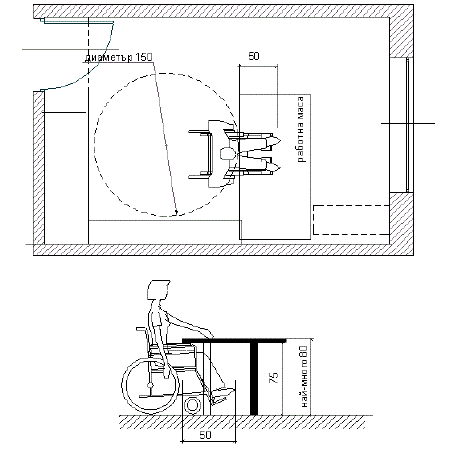 диаметър 150
50
работна маса
75
най-много 80
50